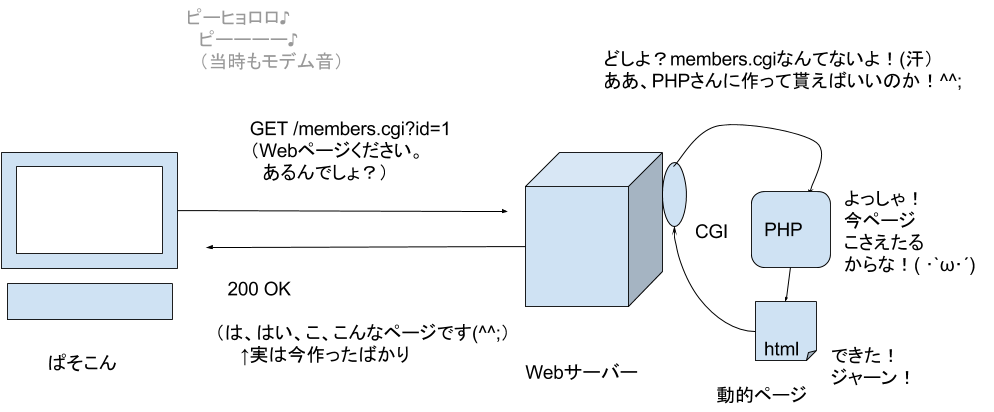 ピーヒョロロ♪
ピーーーー♪
（当時もモデム音）
どしよ？members.cgiなんてないよ！(汗）
ああ、PHPさんに作って貰えばいいのか！^^;
GET /members.cgi?id=1
（Webページください。
あるんでしょ？）
CGI
PHP
よっしゃ！
今ページ
こさえたる
からな！( ･`ω･´)
200 OK
（は、はい、こ、こんなページです(^^;）
↑実は今作ったばかり
html
できた！
ジャーン！
ぱそこん
Webサーバー
動的ページ